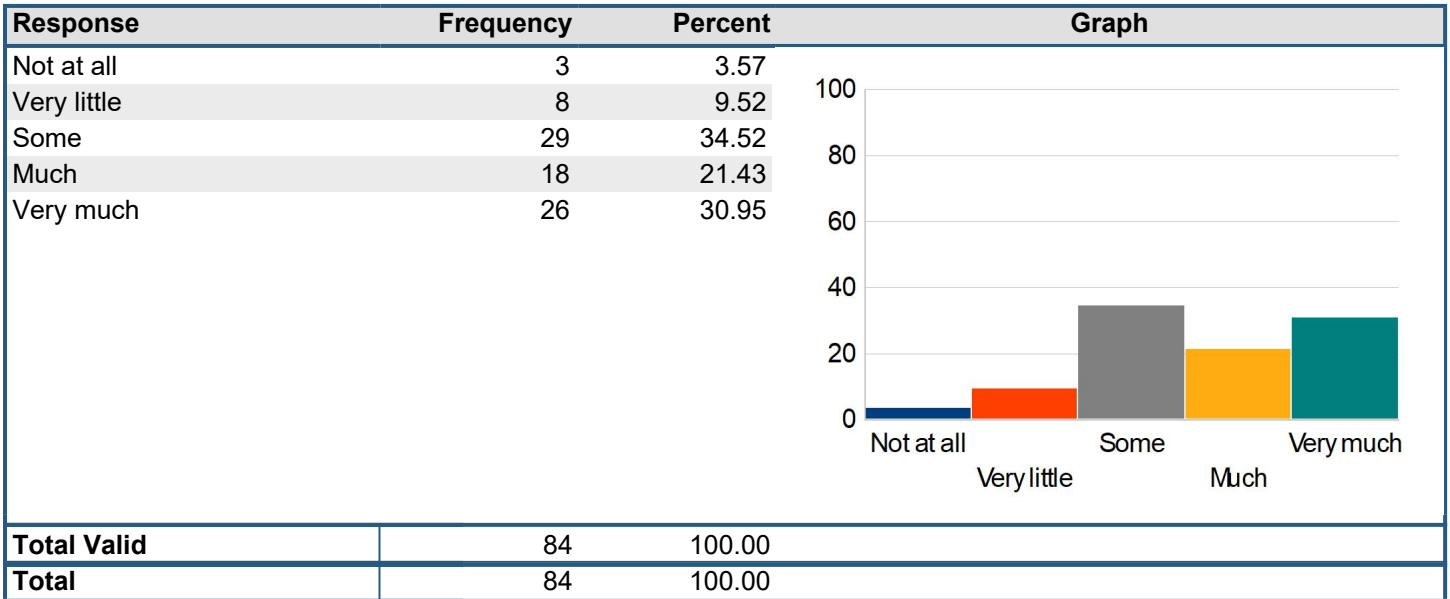 Response Frequency Percent Graph
Not at all 3 3.57
Very little 8 9.52
Some 29 34.52
Much 18 21.43
Very much 26 30.95
100
80
60
40
20
0
Not at all Some Very much
Very little Much
Total Valid 84 100.00
Total 84 100.00